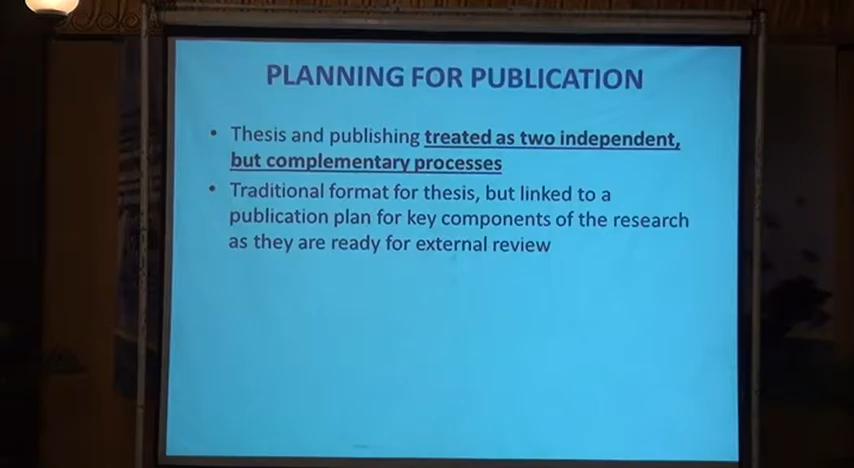 PLANNING FOR PUBLICATION
• Thesis and publishing treated as two independent,
but complementary processes
• Traditional format for thesis, but linked to a
publication plan for key components of the research
as they are ready for external review